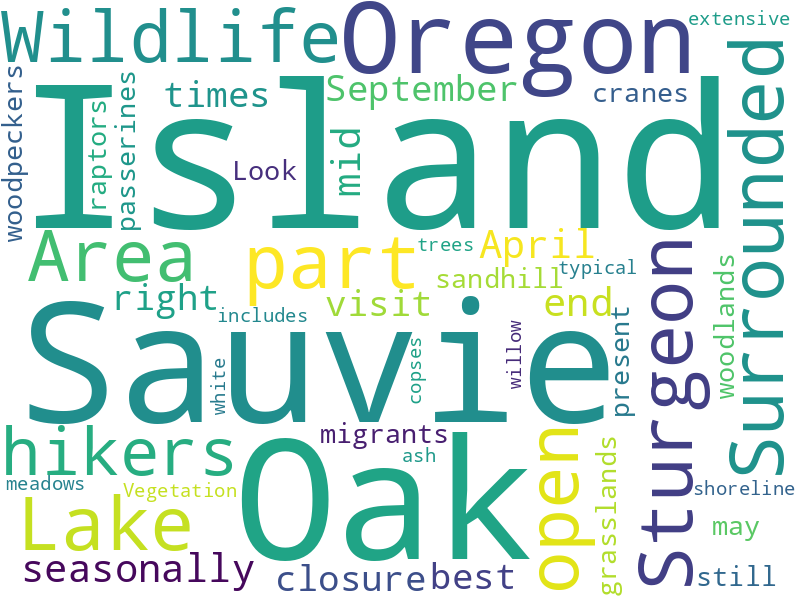 Wildlife
Oregon
extensive
woodpeckers
raptors
passerines
times
September
cranes
Look
mid
Island
Surrounded
Area
part
trees
April
typical
sandhill
right
includes
visit
end
woodlands
Sauvie
white
copses
willow
present
Sturgeon
hikers
migrants
ash
meadows
Vegetation
Oak
open
grasslands
shoreline
Lake
may
seasonally
closure
best
still